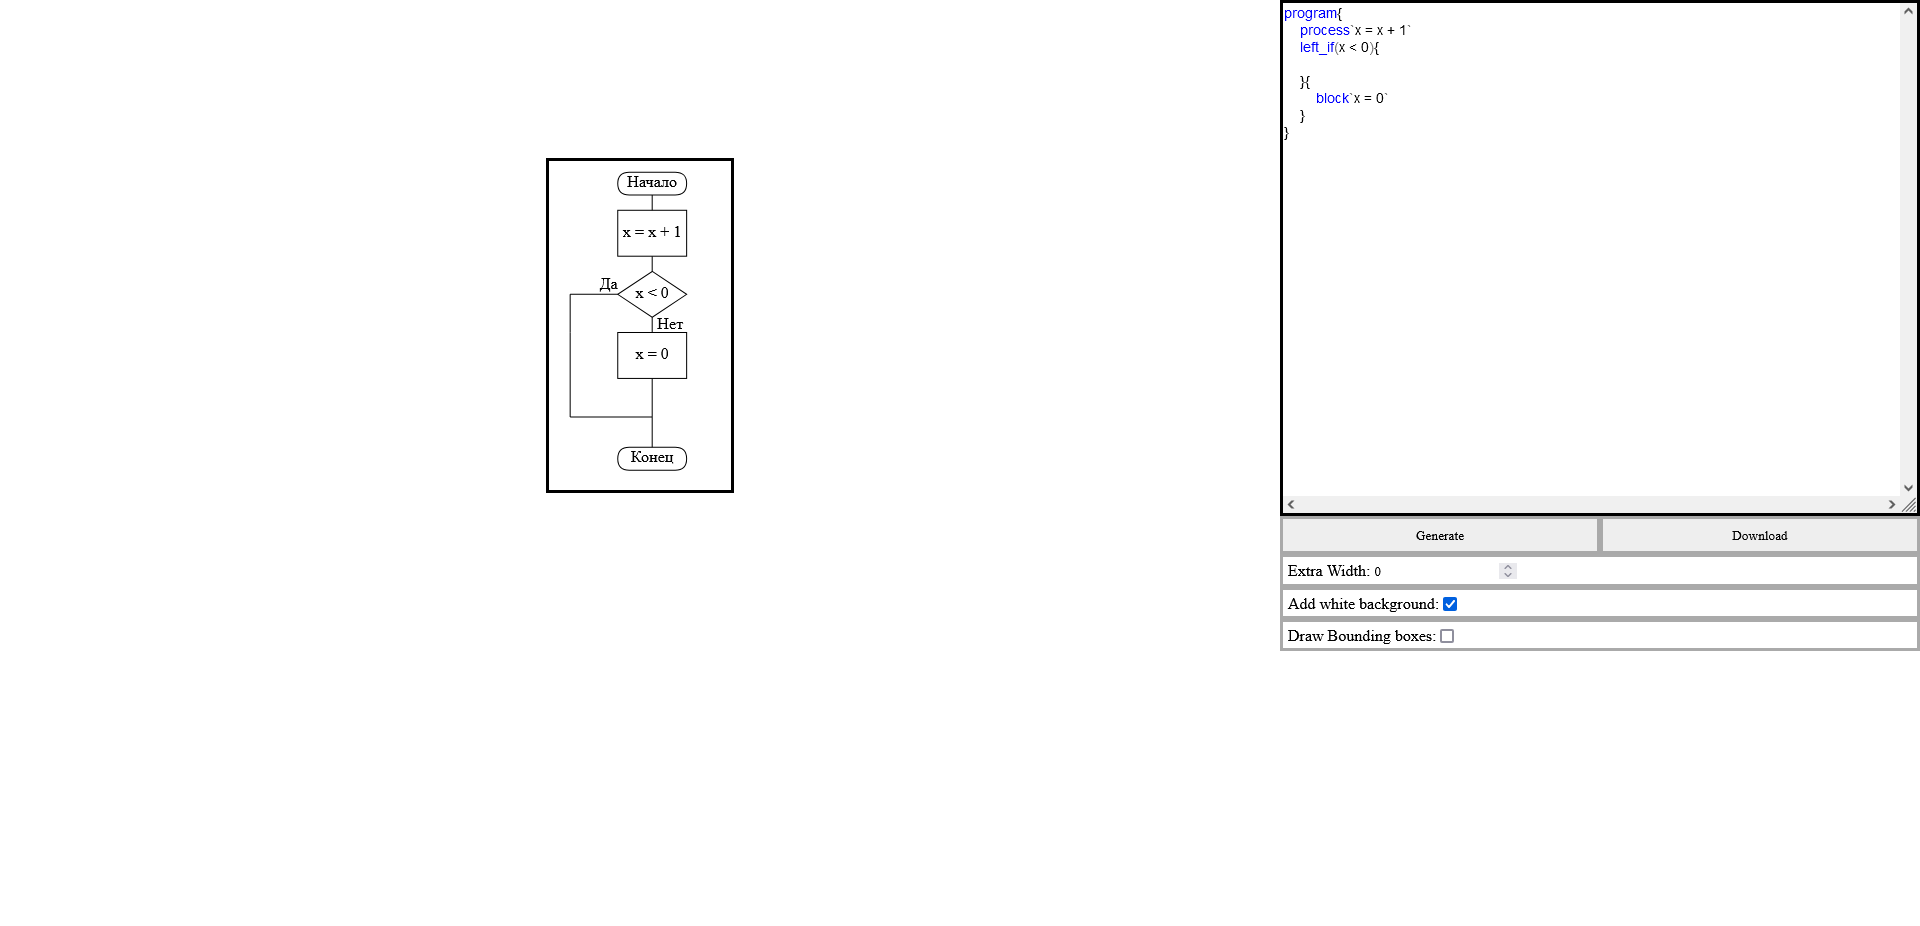 Начало
x = x + 1
Да
x < 0
Нет
x = 0
Конец
program{
process`x = x + 1`
left_if(x < 0){
}{
block`x = 0`
}
}
Generate
Download
Extra Width: 0
Add white background:
Draw Bounding boxes: